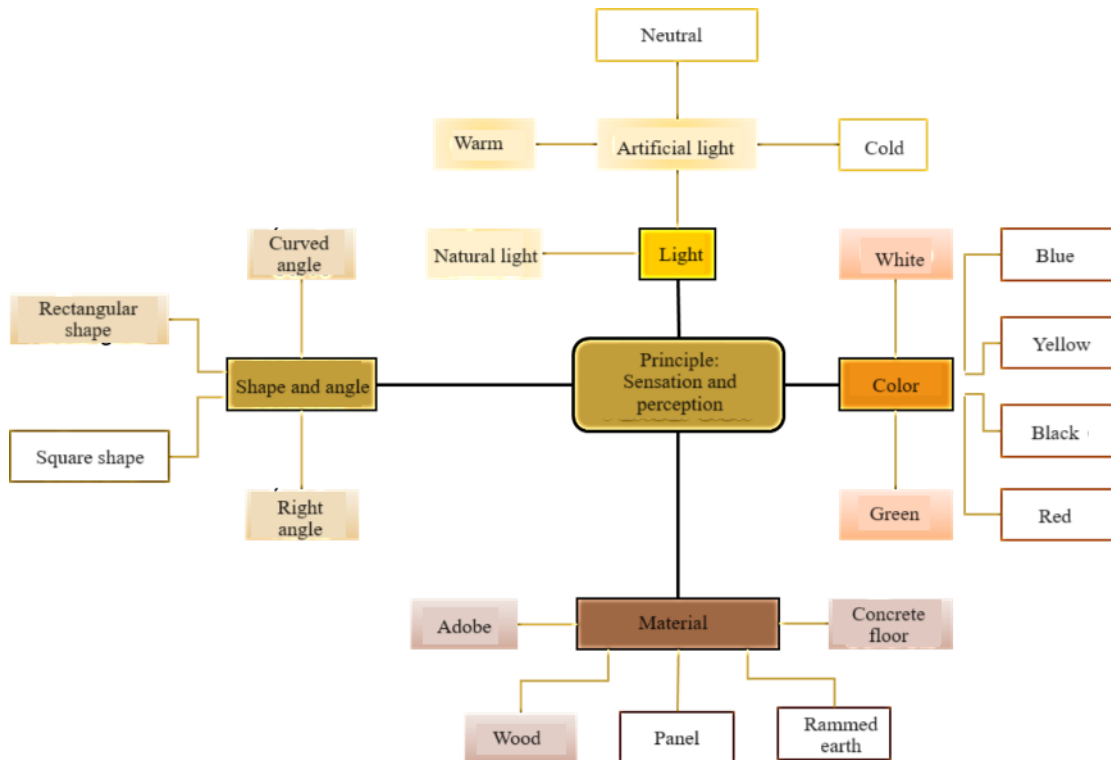 Neutral
Warm
Artificial light
Cold
Curved
angle
Natural light
Light
White
Blue
Rectangular
shape
Yellow
Principle:
Sensation and
perception
Shape and angle
Color
Black
Square shape
Right
angle
Green
Red
Adobe
Material
Concrete
floor
Wood
Panel
Rammed
earth